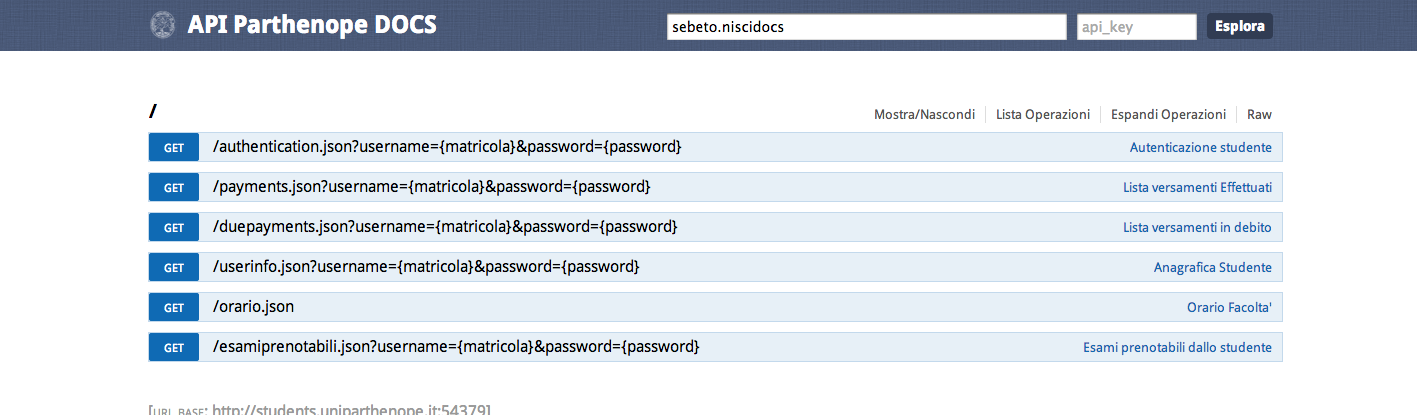 API Parthenope DOCS
sebeto.niscidocs
api_key
Esplora
/
Mostra/Nascondi
Lista Operazioni
Espandi Operazioni
Raw
GET /authentication.json?username={matricola}&password={password} Autenticazione studente
GET /payments.json?username={matricola}&password={password} Lista versamenti Effettuati
GET /duepayments.json?username={matricola}&password={password} Lista versamenti in debito
GET /userinfo.json?username={matricola}&password={password} Anagrafica Studente
GET /orario.json Orario Facolta'
GET /esamiprenotabili.json?username={matricola}&password={password} Esami prenotabili dallo studente
[URL BASE: http://students.uniparthenope.it:54379]